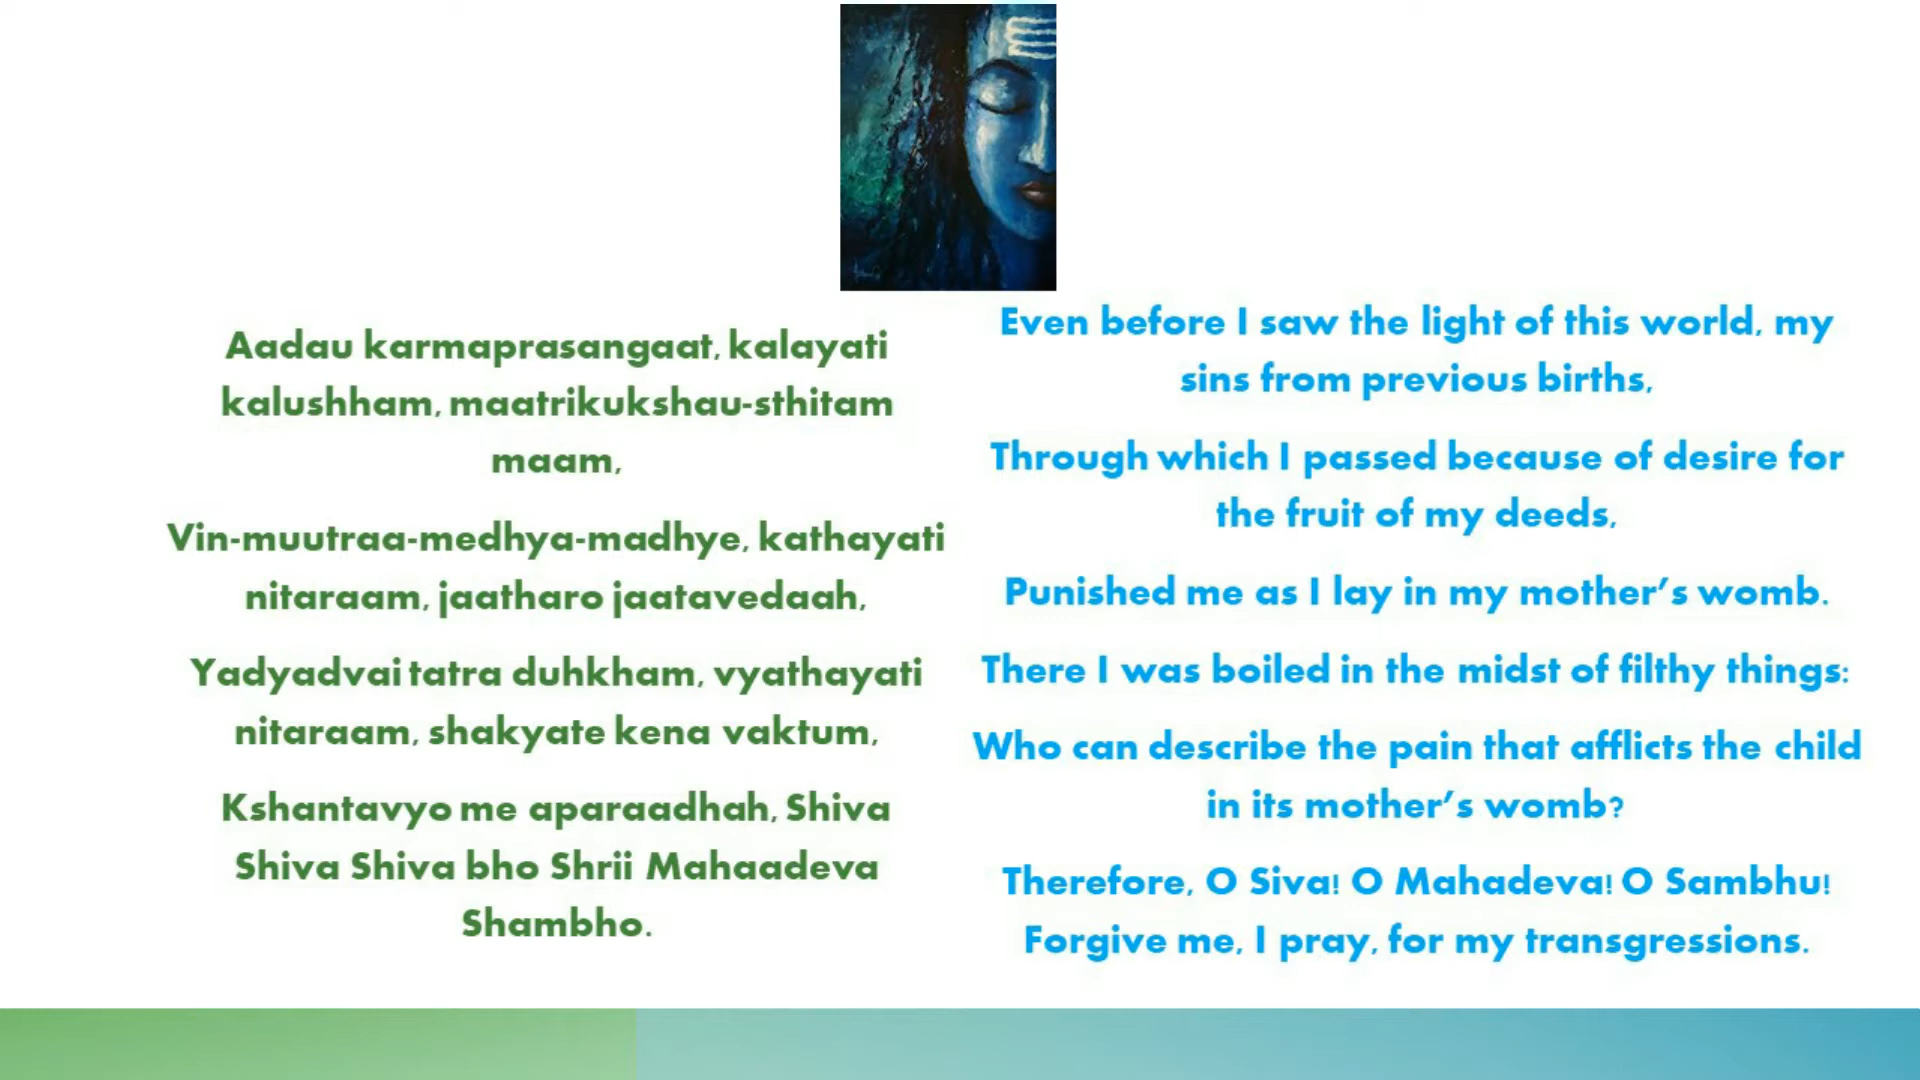 Aadau karmaprasangaat, kalayati
kalushham, maatrikukshau-sthitam
maam,
Vin-muutraa-medhya-madhye, kathayati
nitaraam, jaatharo jaatavedaah,
Yadyadvai tatra duhkham, vyathayati
nitaraam, shakyate kena vaktum,
Kshantavyo me aparaadhah, Shiva
Shiva Shiva bho Shrii Mahaadeva
Shambho.
Even before I saw the light of this world, my
sins from previous births,
Through which I passed because of desire for
the fruit of my deeds,
Punished me as I lay in my mother’s womb.
There I was boiled in the midst of filthy things:
Who can describe the pain that afflicts the child
in its mother’s womb?
Therefore, O Siva! O Mahadeva! O Sambhu!
Forgive me, I pray, for my transgressions.